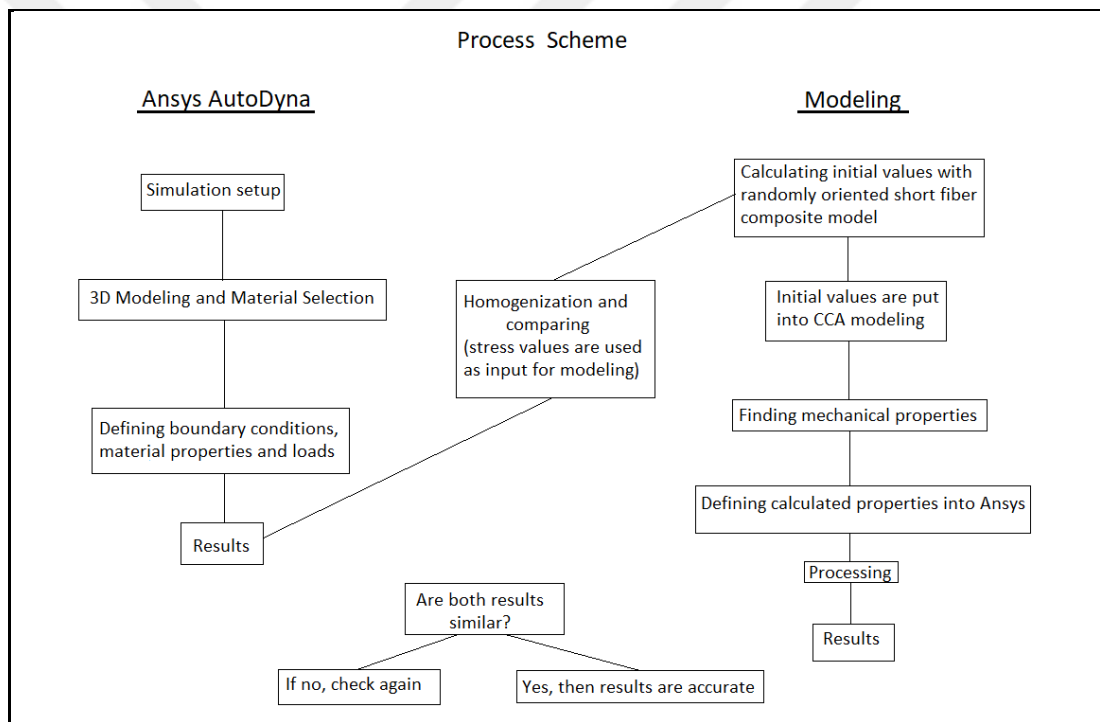 Process Scheme
Ansys AutoDyna
Simulation setup
3D Modeling and Material Selection
Defining boundary conditions,
material properties and loads
Results
Homogenization and
comparing
(stress values are used
as input for modeling)
Modeling
Calculating initial values with
randomly oriented short fiber
composite model
Initial values are put
into CCA modeling
Finding mechanical properties
Defining calculated properties into Ansys
Processing
Results
Are both results
similar?
If no, check again
Yes, then results are accurate